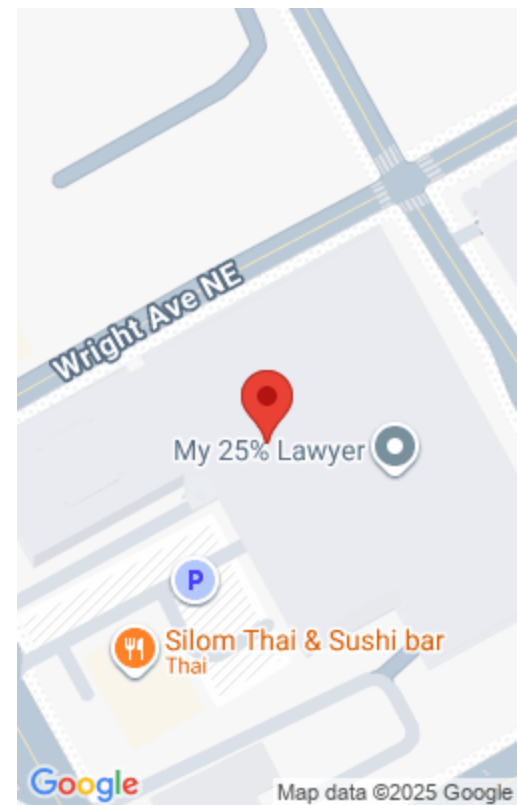 Wright Ave NE
My 25% Lawyer
P
Silom Thai & Sushi bar
Thai
Google
Map data ©2025 Google